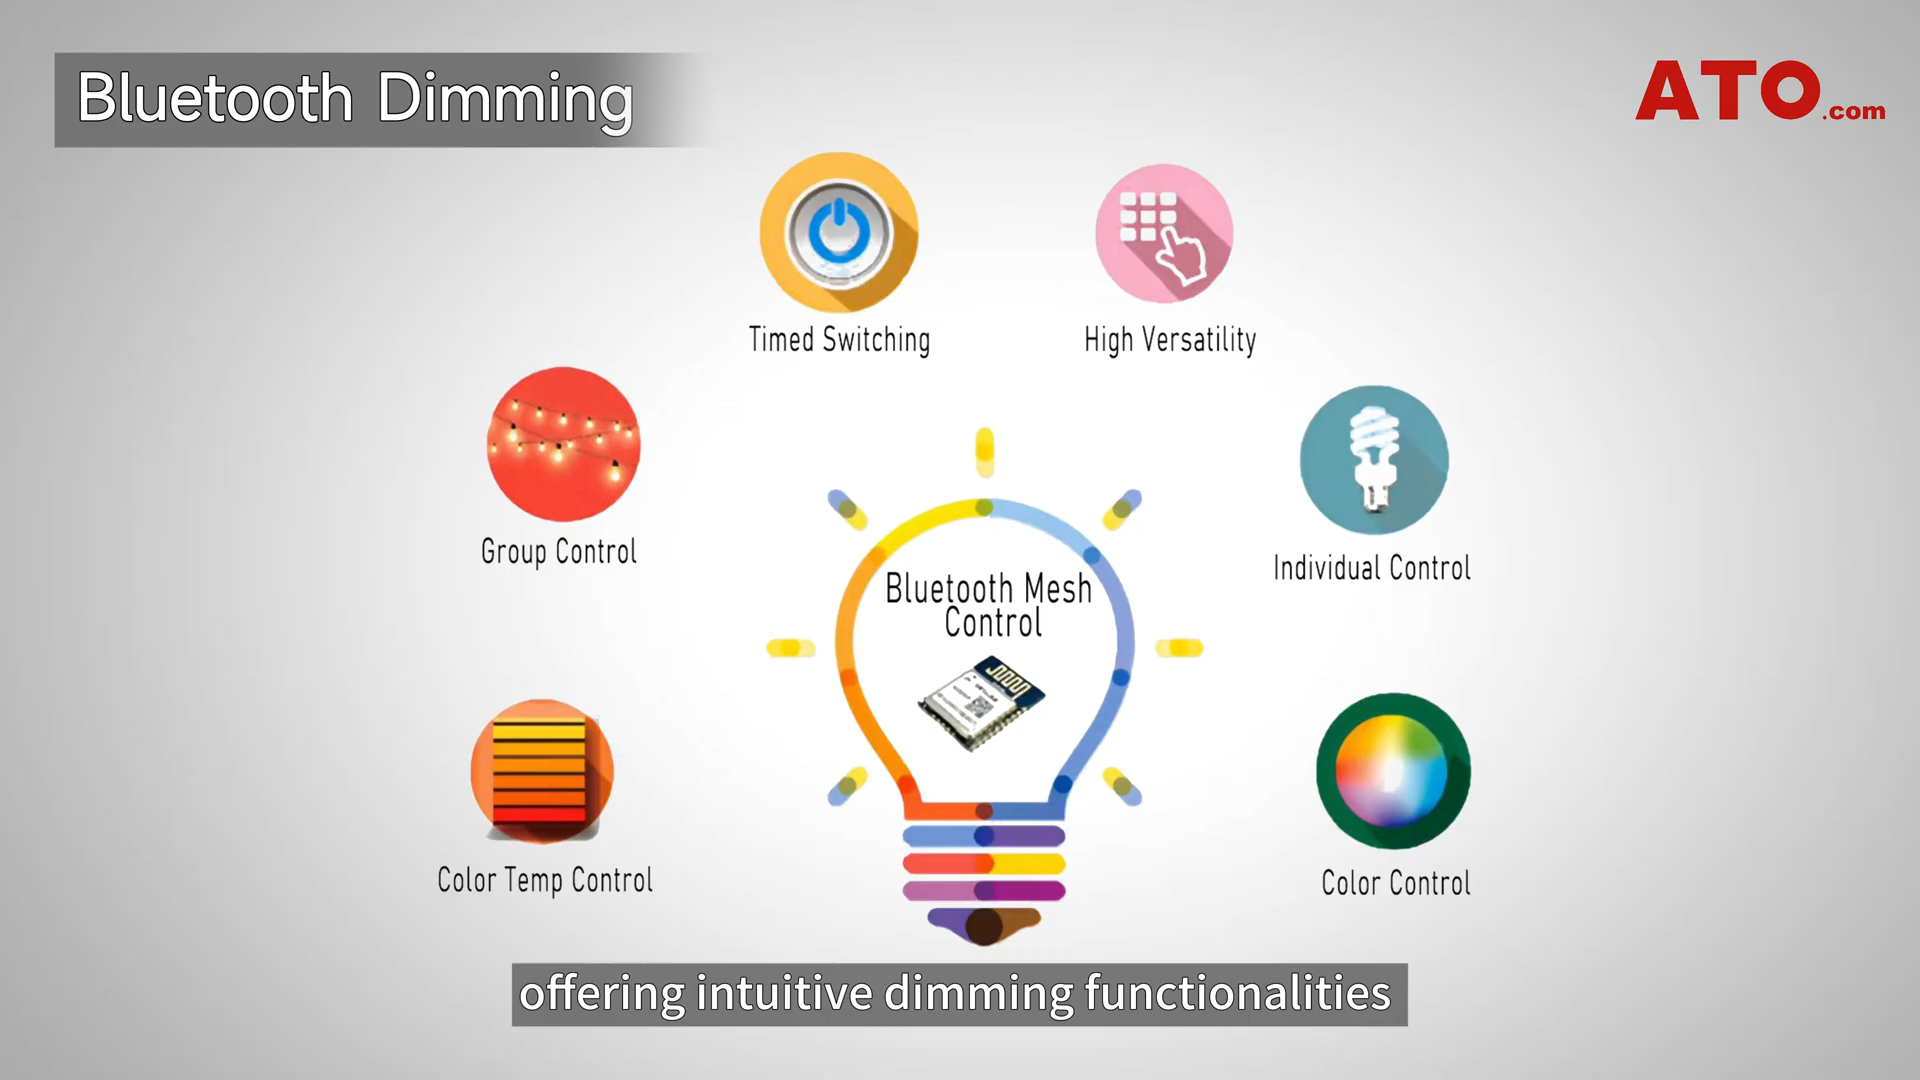 Bluetooth Dimming
ATO.com
Timed Switching
High Versatility
Group Control
Individual Control
Bluetooth Mesh
Control
Color Temp Control
Color Control
offering intuitive dimming functionalities